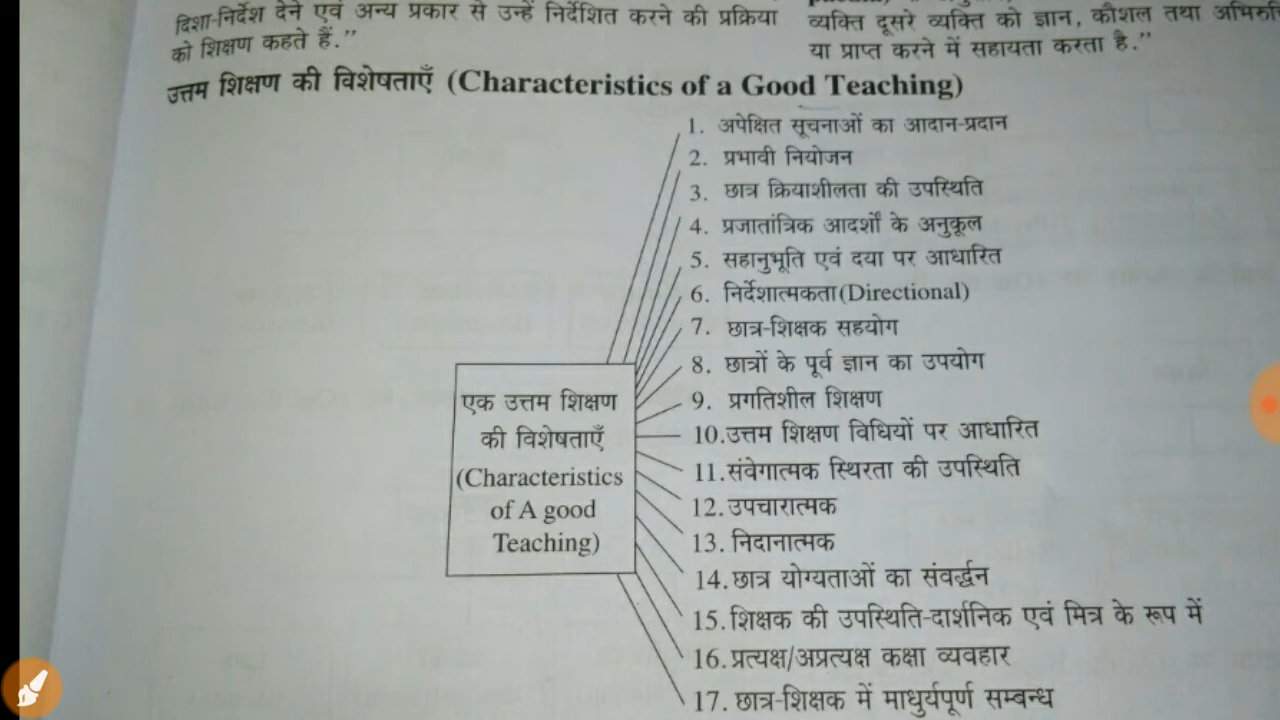 दिशा-निर्देश देने एवं अन्य प्रकार से उन्हें निर्देशित करने की प्रक्रिया
को शिक्षण कहते हैं.”
व्यक्ति दूसरे व्यक्ति को ज्ञान, कौशल तथा
या प्राप्त करने में सहायता करता है.”
उत्तम शिक्षण की विशेषताएँ (Characteristics of a Good Teaching)
एक उत्तम शिक्षण
की विशेषताएँ
(Characteristics
of A good
Teaching)
1. अपेक्षित सूचनाओं का आदान-प्रदान
2. प्रभावी नियोजन
3. छात्र क्रियाशीलता की उपस्थिति
4. प्रजातांत्रिक आदर्शों के अनुकूल
5. सहानुभूति एवं दया पर आधारित
6. निर्देशात्मकता(Directional)
7. छात्र-शिक्षक सहयोग
8. छात्रों के पूर्व ज्ञान का उपयोग
9. प्रगतिशील शिक्षण
10.उत्तम शिक्षण विधियों पर आधारित
11.संवेगात्मक स्थिरता की उपस्थिति
12.उपचारात्मक
13.निदानात्मक
14.छात्र योग्यताओं का संवर्द्धन
15.शिक्षक की उपस्थिति-दार्शनिक एवं मित्र के रूप में
16.प्रत्यक्ष/अप्रत्यक्ष कक्षा व्यवहार
17. छात्र-शिक्षक में माधुर्यपूर्ण सम्बन्ध